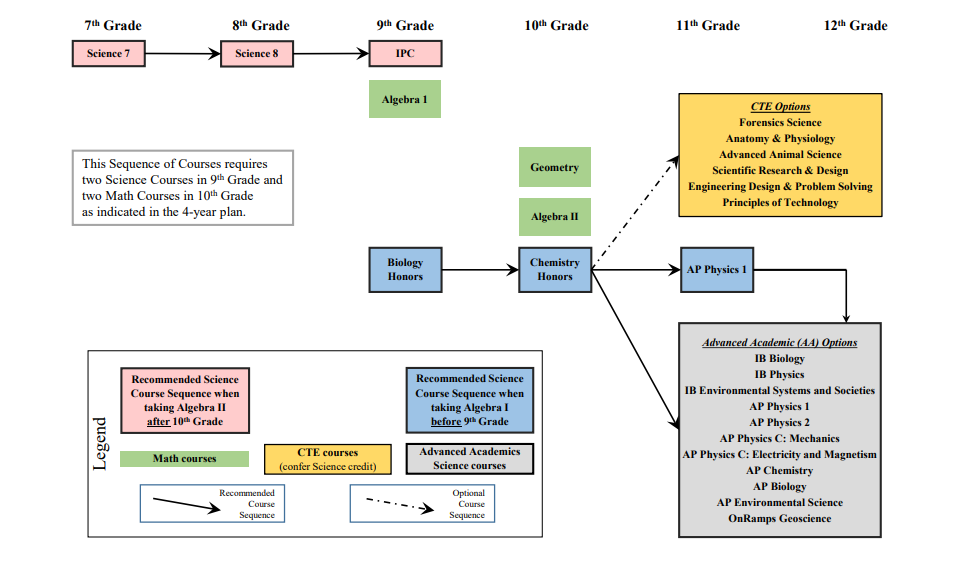 7th Grade
8th Grade
9th Grade
10th Grade
11th Grade
12th Grade
Science 7
Science 8
IPC
Algebra 1
CTE Options
Forensics Science
Anatomy & Physiology
Advanced Animal Science
Scientific Research & Design
Engineering Design & Problem Solving
Principles of Technology
This Sequence of Courses requires
two Science Courses in 9th Grade and
two Math Courses in 10th Grade
as indicated in the 4-year plan.
Geometry
Algebra II
Biology
Honors
Chemistry
Honors
AP Physics 1
Advanced Academic (AA) Options
IB Biology
IB Physics
IB Environmental Systems and Societies
AP Physics 1
AP Physics 2
AP Physics C: Mechanics
AP Physics C: Electricity and Magnetism
AP Chemistry
AP Biology
AP Environmental Science
OnRamps Geoscience
Legend
Recommended Science
Course Sequence when
taking Algebra II
after 10th Grade
Recommended Science
Course Sequence when
taking Algebra I
before 9th Grade
Math courses
CTE courses
(confer Science credit)
Advanced Academics
Science courses
Recommended
Course
Sequence
Optional
Course
Sequence